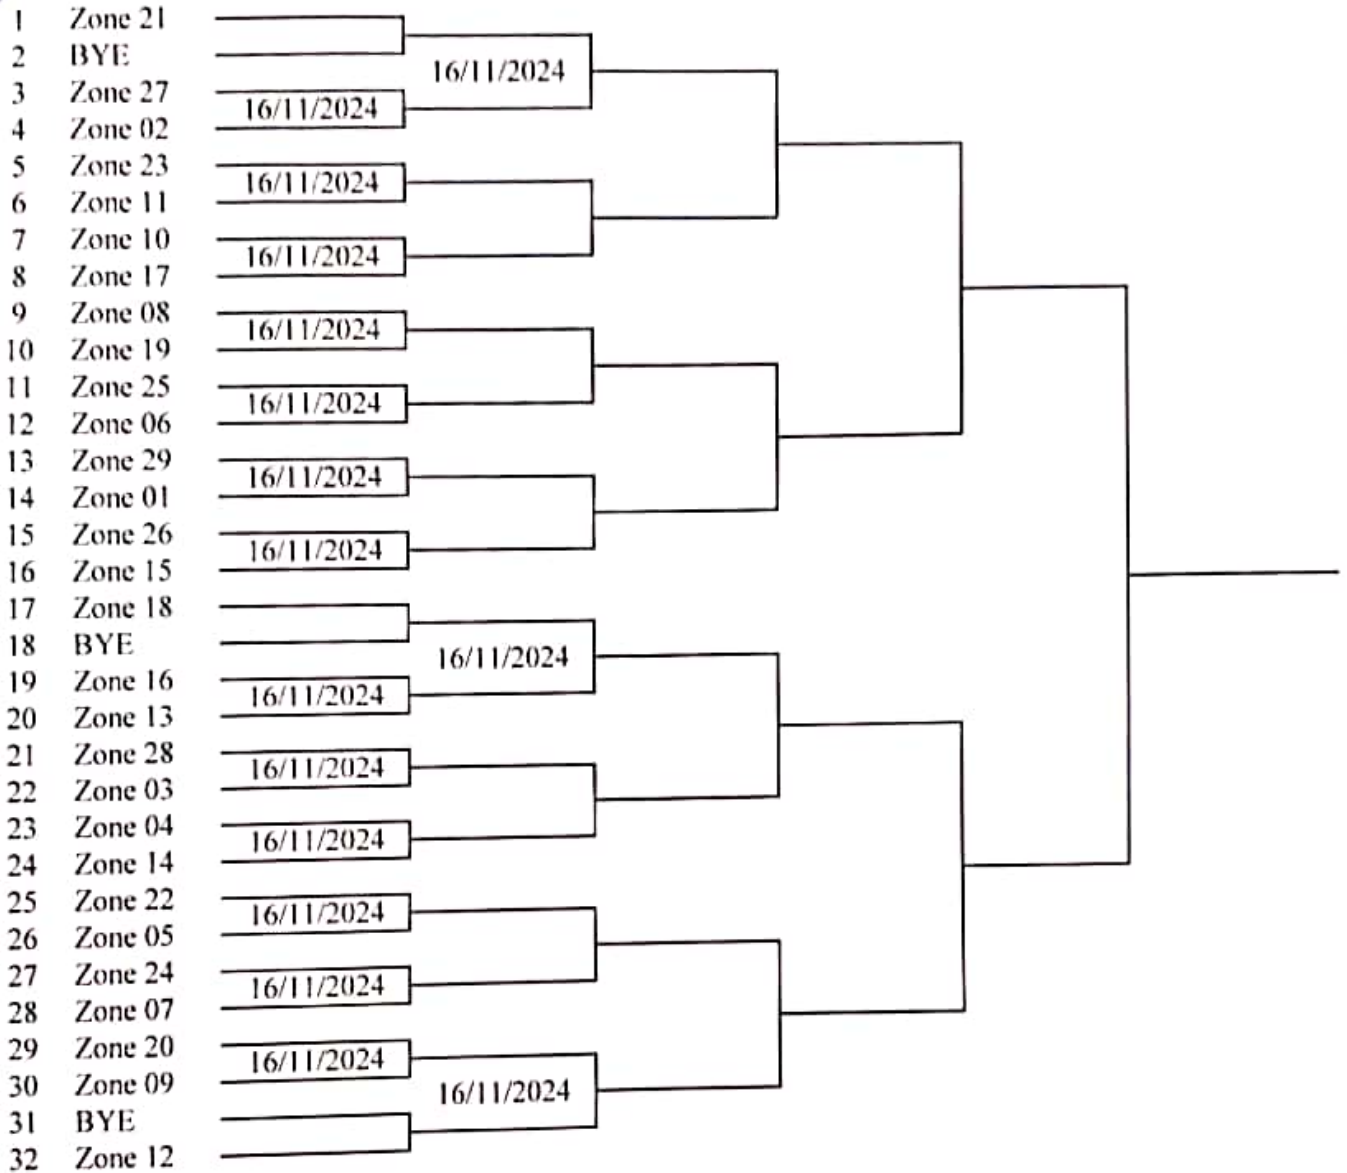 1 Zone 21
2 BYE
16/11/2024
3 Zone 27
16/11/2024
4 Zone 02
5 Zone 23
16/11/2024
6 Zone 11
7 Zone 10
16/11/2024
8 Zone 17
9 Zone 08
16/11/2024
10 Zone 19
11 Zone 25
16/11/2024
12 Zone 06
13 Zone 29
16/11/2024
14 Zone 01
15 Zone 26
16/11/2024
16 Zone 15
17 Zone 18
18 BYE
16/11/2024
19 Zone 16
16/11/2024
20 Zone 13
21 Zone 28
16/11/2024
22 Zone 03
23 Zone 04
16/11/2024
24 Zone 14
25 Zone 22
16/11/2024
26 Zone 05
27 Zone 24
16/11/2024
28 Zone 07
29 Zone 20
16/11/2024
30 Zone 09
16/11/2024
31 BYE
32 Zone 12